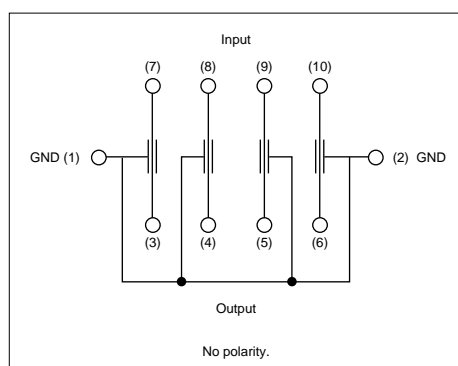 Input
(7) (8) (9) (10)
GND (1) (2) GND
(3) (4) (5) (6)
Output
No polarity.